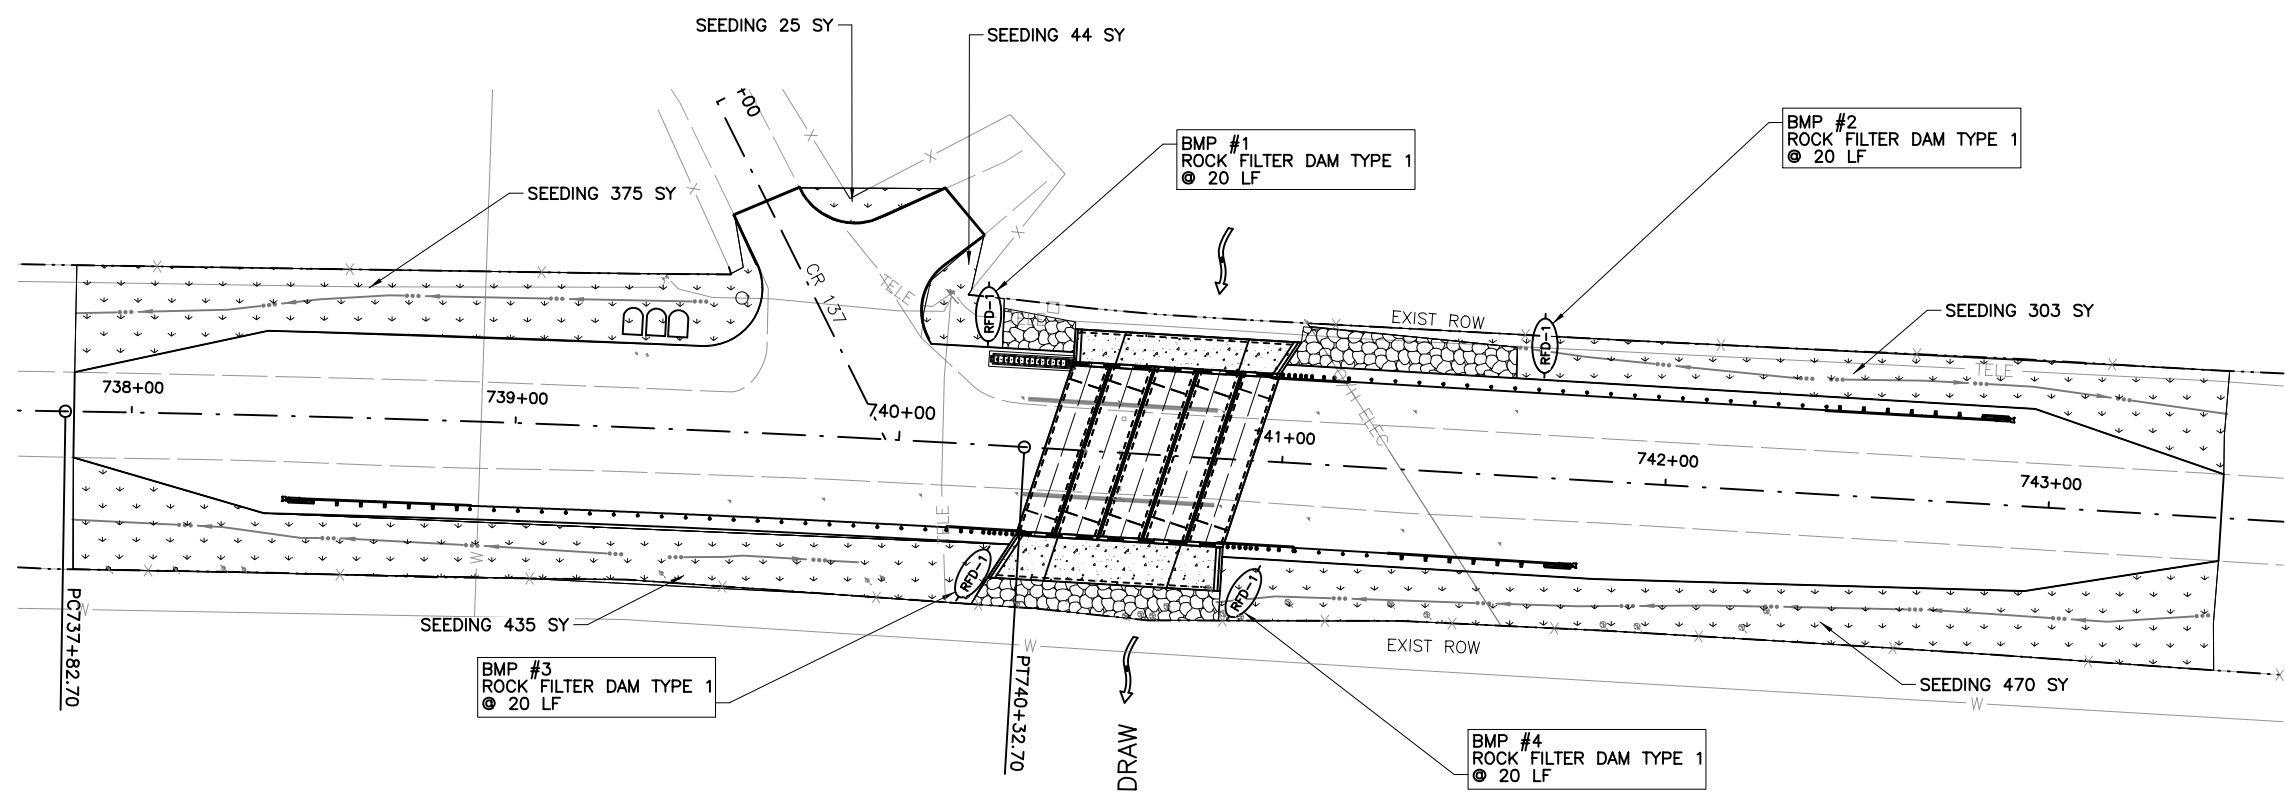 SEEDING 25 SY
SEEDING 44 SY
+00
BMP #1
ROCK FILTER DAM TYPE 1
@ 20 LF
BMP #2
ROCK FILTER DAM TYPE 1
@ 20 LF
SEEDING 375 SY
X
X
X
X
X
X
X
X
CR 137
TELE
RFD-1
EXIST ROW
RFD-1
SEEDING 303 SY
X
X
X
X
X
TELE
738+00
739+00
740+00
41+00
742+00
743+00
ELEC
TELE
W
RFD-1
RFD-1
PC737+82.70
W
SEEDING 435 SY
W
PT740+32.70
EXIST ROW
BMP #3
ROCK FILTER DAM TYPE 1
@ 20 LF
SEEDING 470 SY
W
DRAW
BMP #4
ROCK FILTER DAM TYPE 1
@ 20 LF